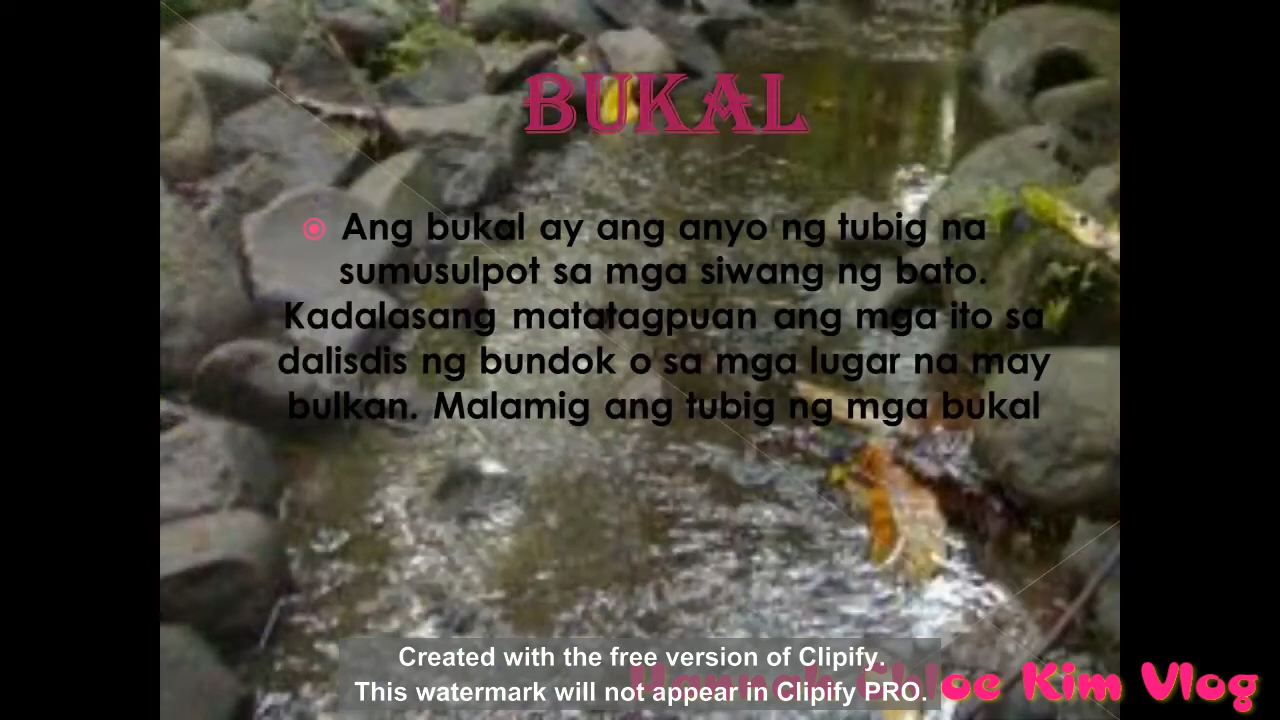 BUKAL
Ang bukal ay ang anyo ng tubig na
sumusulpot sa mga siwang ng bato.
Kadalasang matatagpuan ang mga ito sa
dalisdis ng bundok o sa mga lugar na may
bulkan. Malamig ang tubig ng mga bukal
Created with the free version of Clipify.
This watermark will not appear in Clipify PRO.
Hannah Chloe Kim Vlog